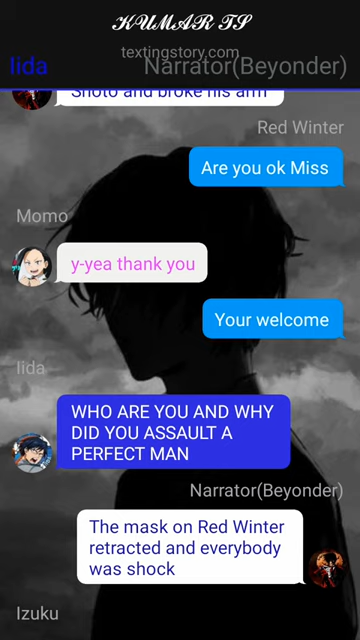 KUMAR TS
textingstory.com
Iida
Narrator(Beyonder)
Shoto and broke his arm
Red Winter
Are you ok Miss
Momo
y-yea thank you
Your welcome
Iida
WHO ARE YOU AND WHY
DID YOU ASSAULT A
PERFECT MAN
Narrator(Beyonder)
The mask on Red Winter
retracted and everybody
was shock
Izuku